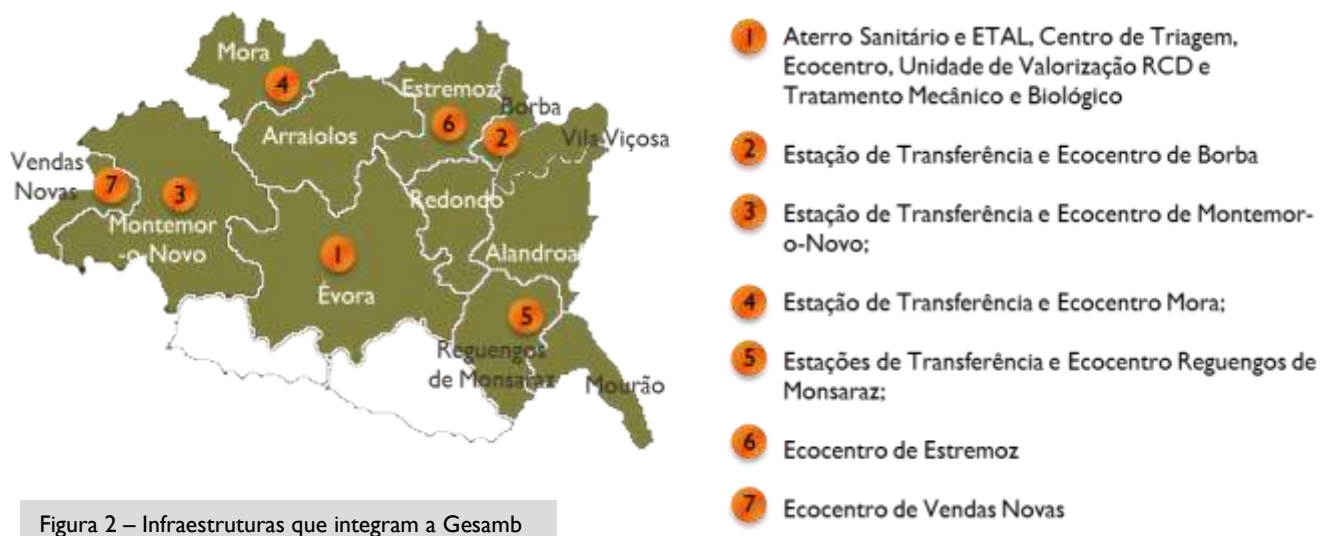 Mora
4
Estremoz
Borba
Arraiolos
6
2
Vila Viçosa
Vendas
Novas
7
3
Redondo
Montemor
-o-Novo
1
Alandroal
Évora
5
Reguengos
de Monsaraz
Mourão
1 Aterro Sanitário e ETAL, Centro de Triagem,
Ecocentro, Unidade de Valorização RCD e
Tratamento Mecânico e Biológico
2 Estação de Transferência e Ecocentro de Borba
3 Estação de Transferência e Ecocentro de Montemor-
o-Novo;
4 Estação de Transferência e Ecocentro Mora;
5 Estações de Transferência e Ecocentro Reguengos de
Monsaraz;
6 Ecocentro de Estremoz
7 Ecocentro de Vendas Novas
Figura 2 – Infraestruturas que integram a Gesamb